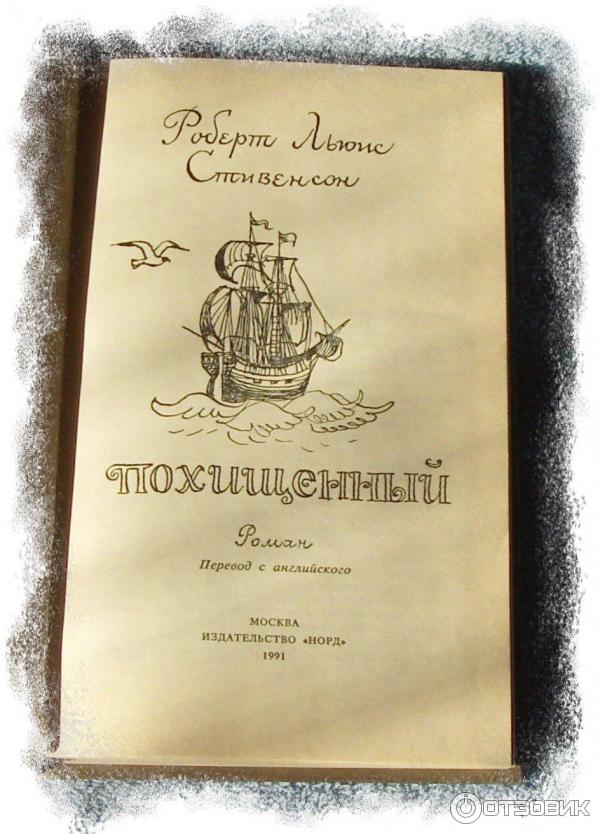 Роберт Льюис
Стивенсон
ПОХИЩЕННЫЙ
Роман
Перевод с английского
МОСКВА
ИЗДАТЕЛЬСТВО «НОРД»
1991
ОТЗОВИК